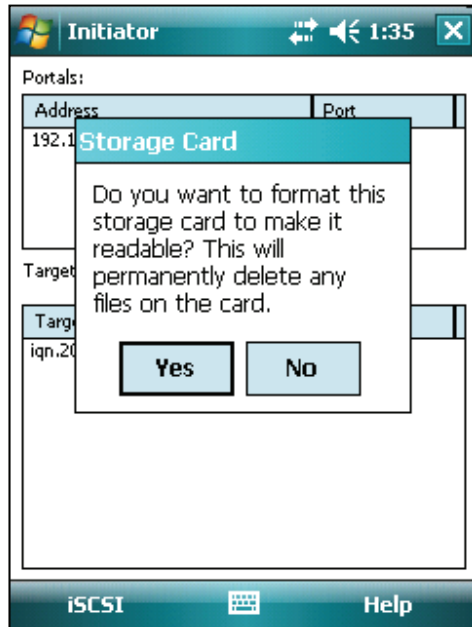 Initiator 1:35
Portals:
Address Port
192.1
Storage Card
Do you want to format this
storage card to make it
readable? This will
permanently delete any
files on the card.
Yes No
Target
Targe
iqn.20
iSCSI Help